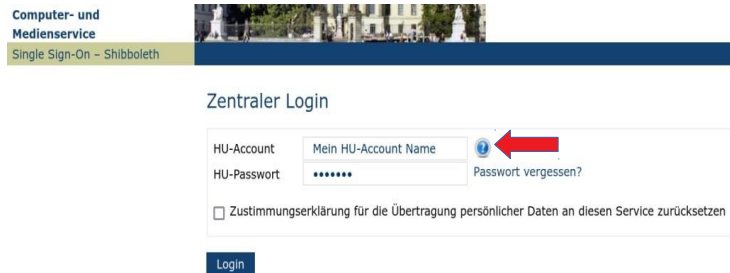 Computer- und
Medienservice
Single Sign-On – Shibboleth
Zentraler Login
HU-Account Mein HU-Account Name ?
HU-Passwort ••••••• Passwort vergessen?
Zustimmungserklärung für die Übertragung persönlicher Daten an diesen Service zurücksetzen
Login